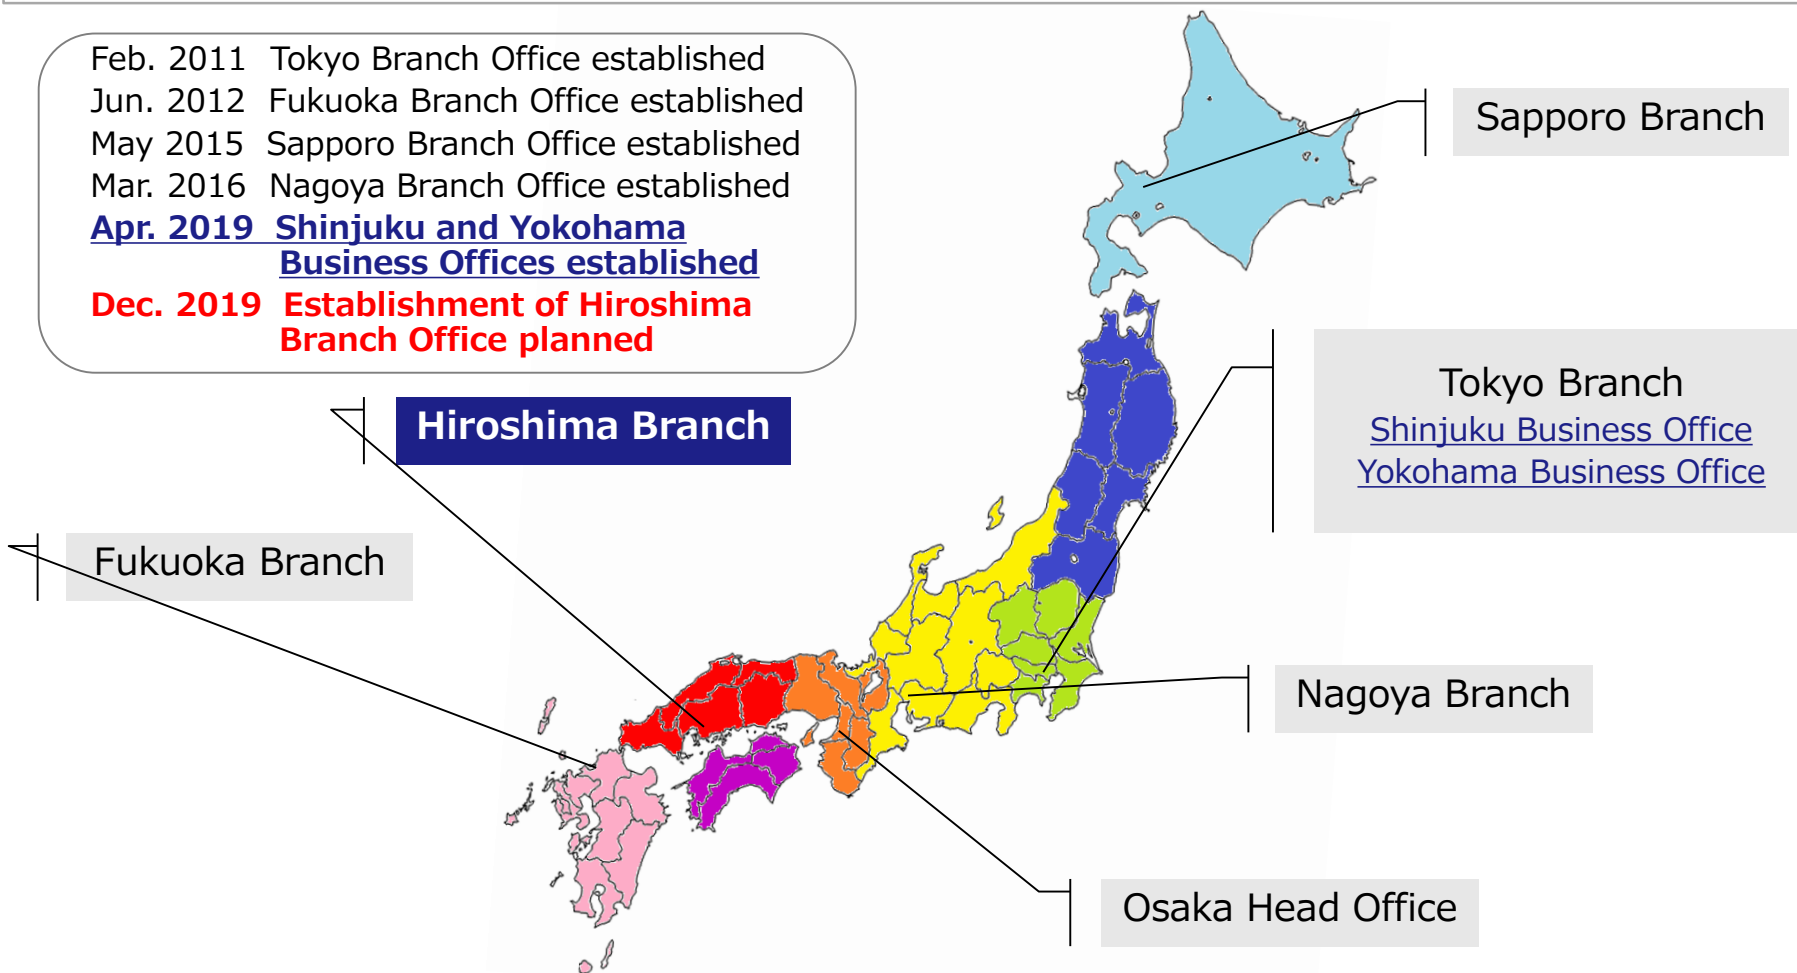 Feb. 2011 Tokyo Branch Office established
Jun. 2012 Fukuoka Branch Office established
May 2015 Sapporo Branch Office established
Mar. 2016 Nagoya Branch Office established
Apr. 2019 Shinjuku and Yokohama
Business Offices established
Dec. 2019 Establishment of Hiroshima
Branch Office planned
Sapporo Branch
Tokyo Branch
Shinjuku Business Office
Yokohama Business Office
Hiroshima Branch
Fukuoka Branch
Nagoya Branch
Osaka Head Office